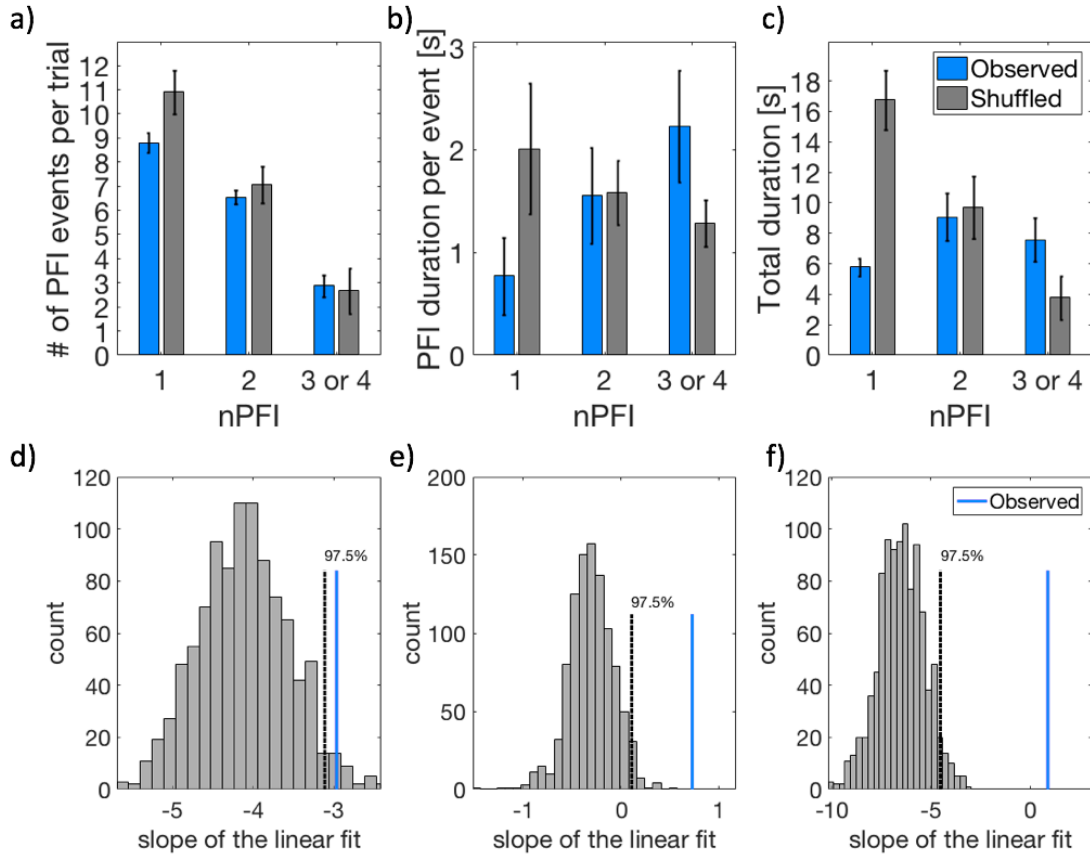 a)
# of PFI events per trial
12
11
10
9
8
7
6
5
4
3
2
1
0
1
2
3 or 4
nPFI
b)
PFI duration per event [s]
3
2
1
0
1
2
3 or 4
nPFI
c)
Total duration [s]
18
16
14
12
10
8
6
4
2
0
1
2
3 or 4
nPFI
Observed
Shuffled
d)
count
120
100
80
60
40
20
0
97.5%
-5
-4
-3
slope of the linear fit
e)
count
200
150
100
50
0
97.5%
-1
0
1
slope of the linear fit
f)
count
120
100
80
60
40
20
0
97.5%
Observed
-10
-5
0
slope of the linear fit